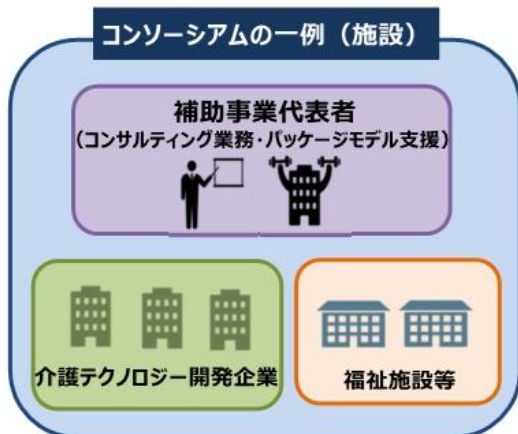 コンソーシアムの一例（施設）
補助事業代表者
（コンサルティング業務・パッケージモデル支援）
介護テクノロジー開発企業
福祉施設等